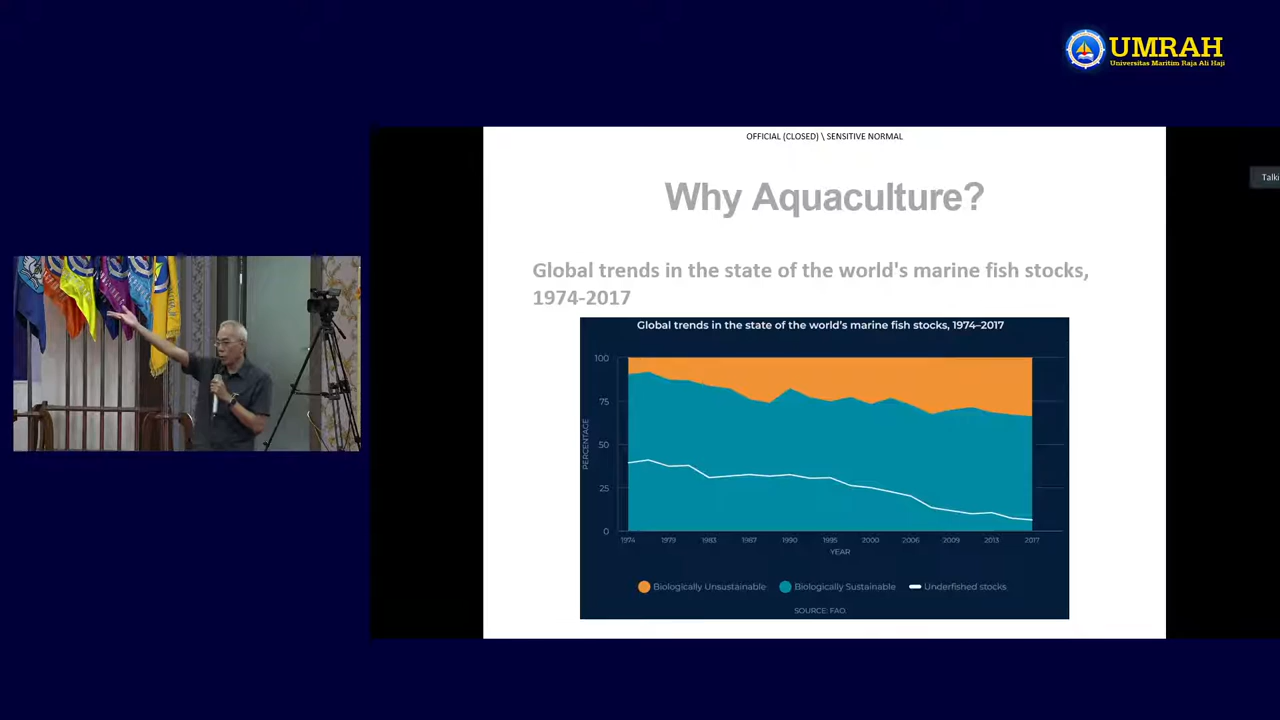 UMRAH
Universitas Maritim Raja Ali Haji
OFFICIAL (CLOSED) \ SENSITIVE NORMAL
Talki
Why Aquaculture?
Global trends in the state of the world's marine fish stocks,
1974-2017
Global trends in the state of the world's marine fish stocks, 1974–2017
100
75
50
25
0
PERCENTAGE
1974 1979 1983 1987 1990 1995 2000 2006 2009 2013 2017
YEAR
Biologically Unsustainable Biologically Sustainable Underfished stocks
SOURCE: FAO.